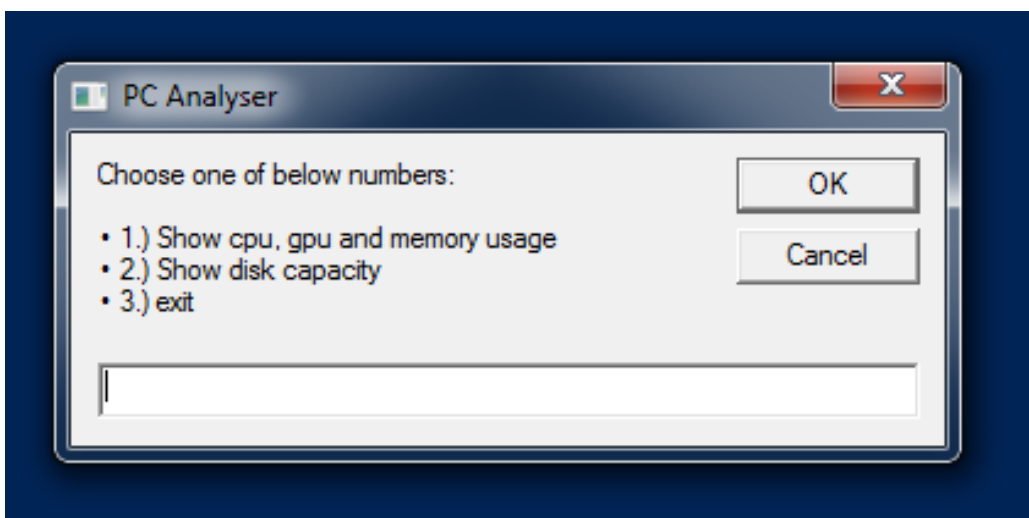 PC Analyser
Choose one of below numbers:
OK
• 1.) Show cpu, gpu and memory usage
• 2.) Show disk capacity
• 3.) exit
Cancel